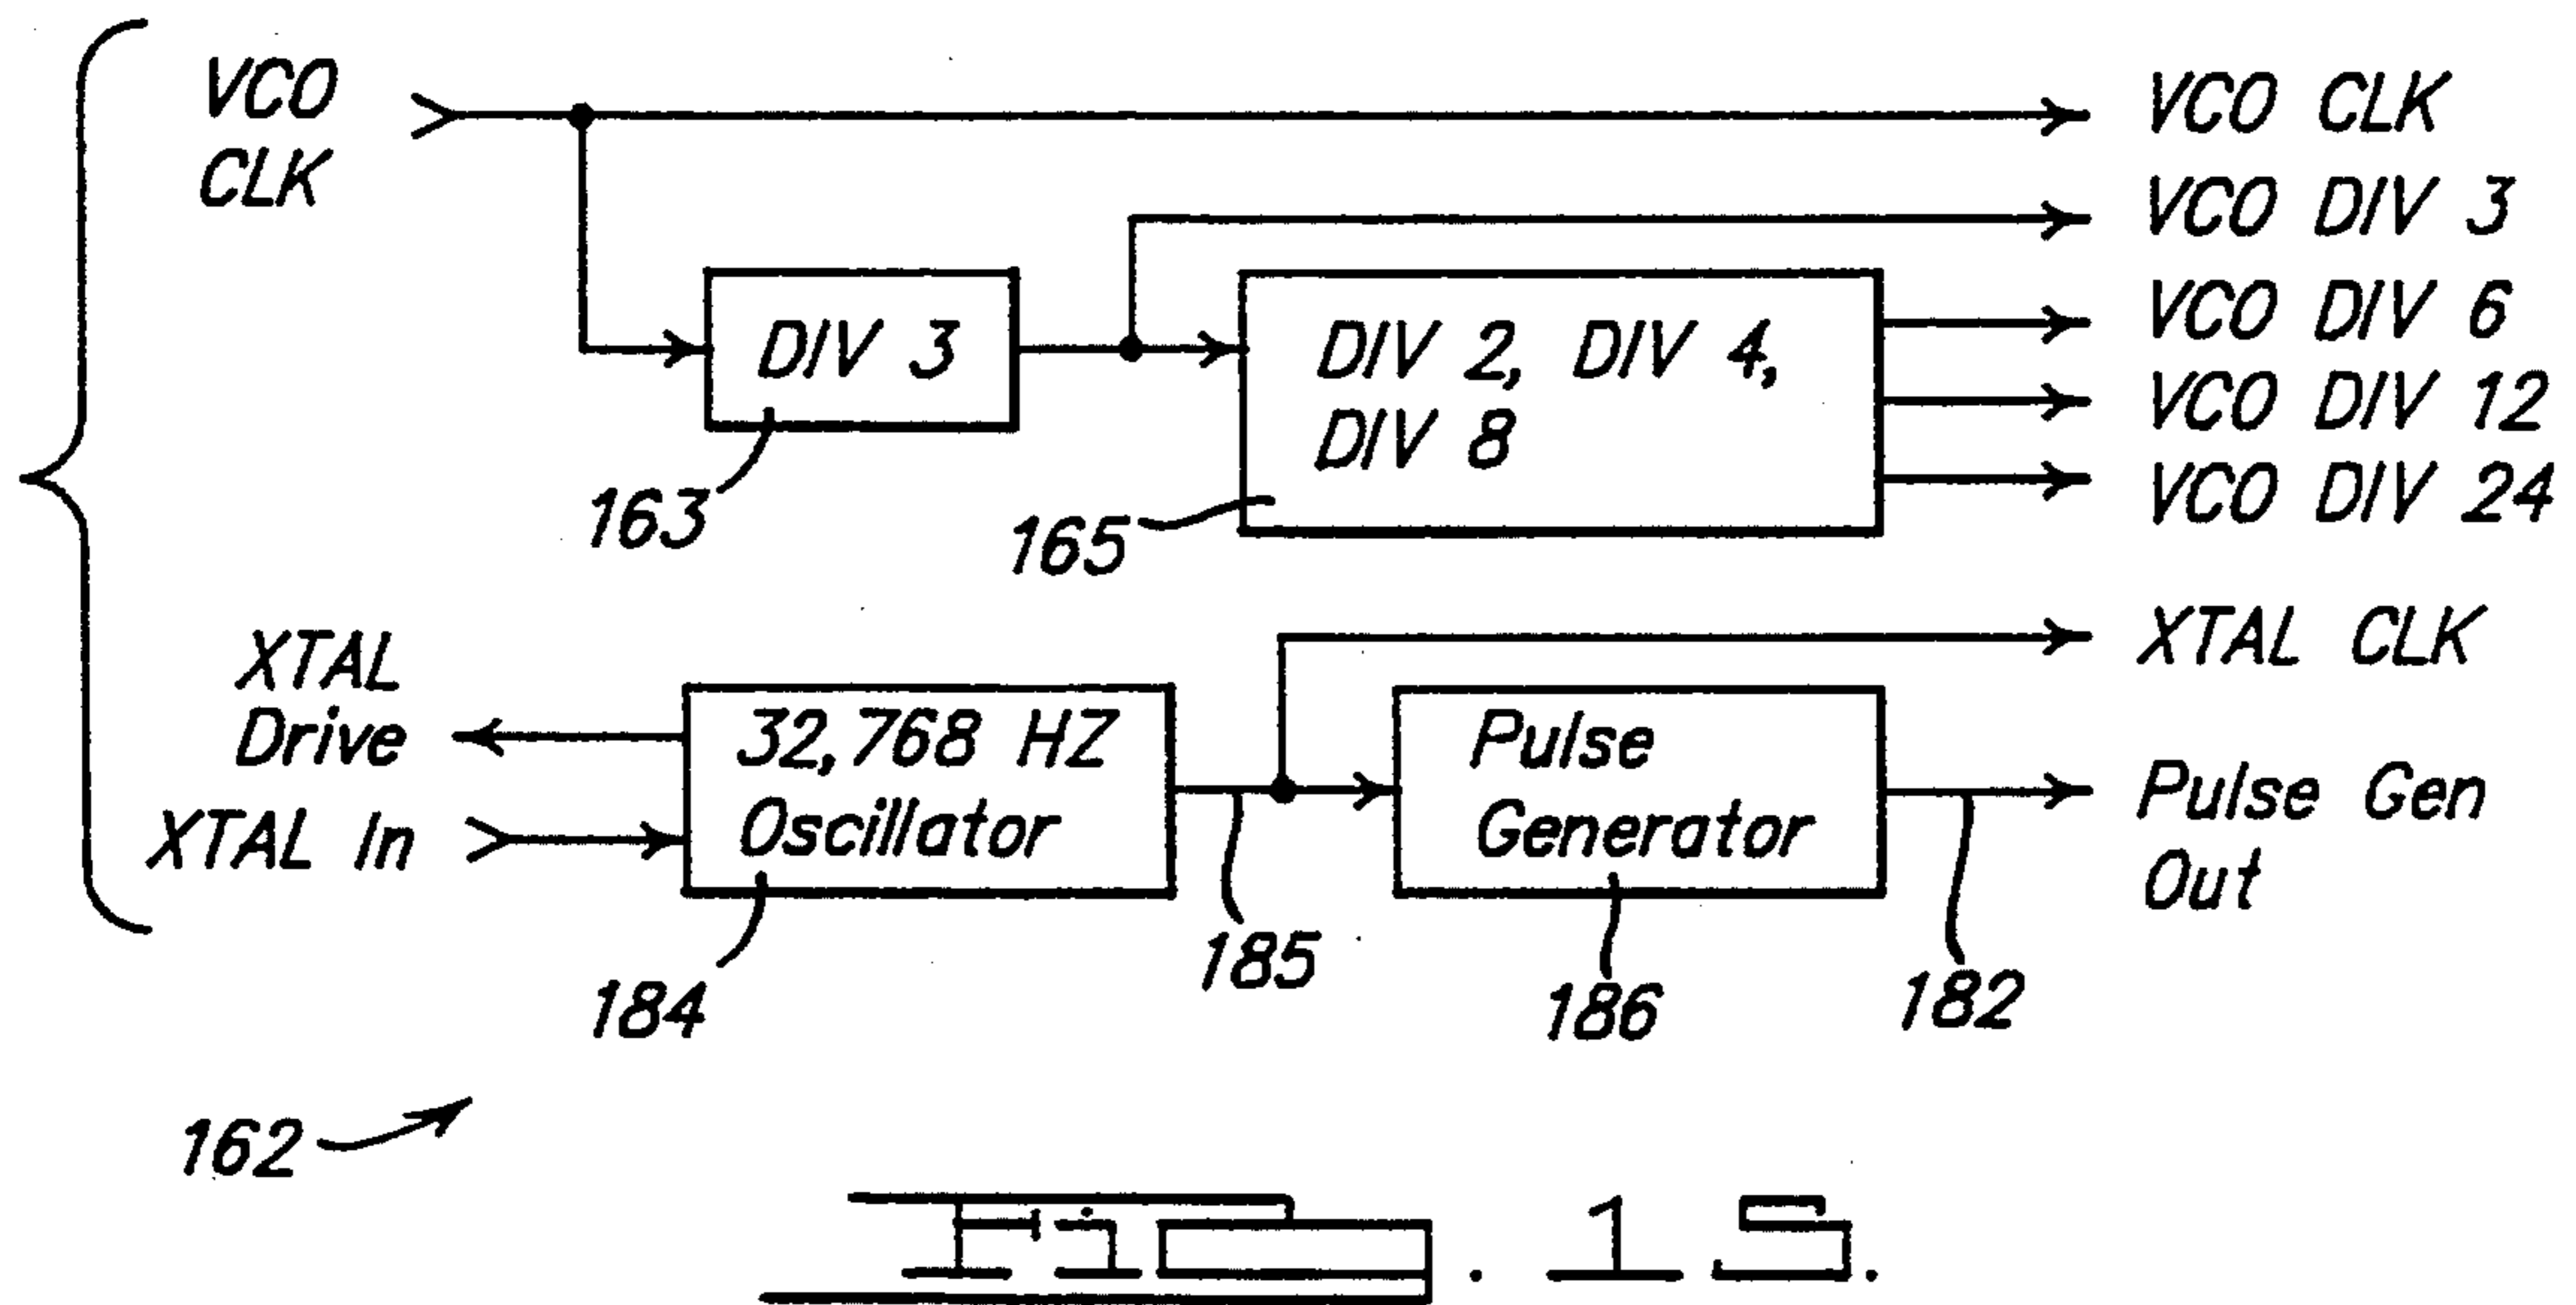 VCO
CLK
VCO CLK
VCO DIV 3
DIV 3
DIV 2, DIV 4,
DIV 8
VCO DIV 6
VCO DIV 12
VCO DIV 24
163
165
XTAL
Drive
XTAL In
32,768 HZ
Oscillator
Pulse
Generator
XTAL CLK
Pulse Gen
Out
184
185
186
182
162
Fig. 15.